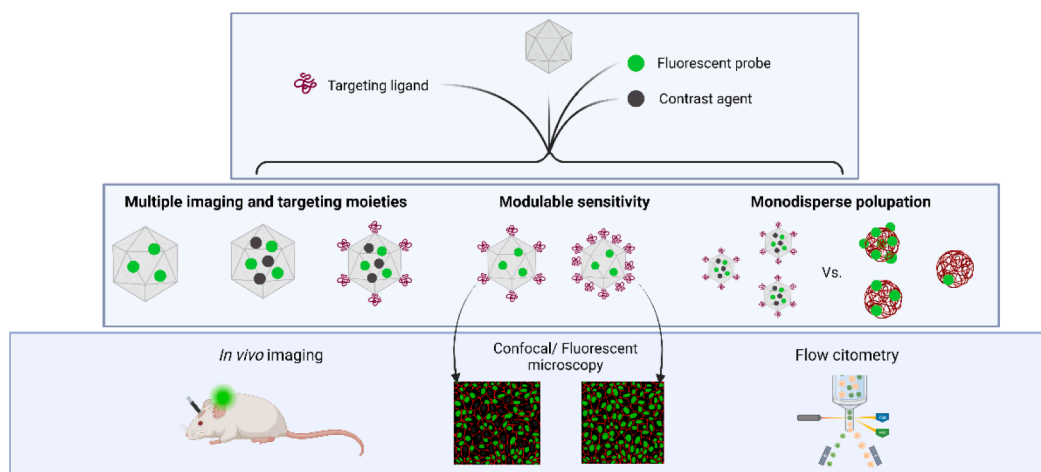 Fluorescent probe
Targeting ligand
Contrast agent
Multiple imaging and targeting moieties
Modulable sensitivity
Monodisperse polupation
Vs.
In vivo imaging
Confocal/ Fluorescent
microscopy
Flow citometry